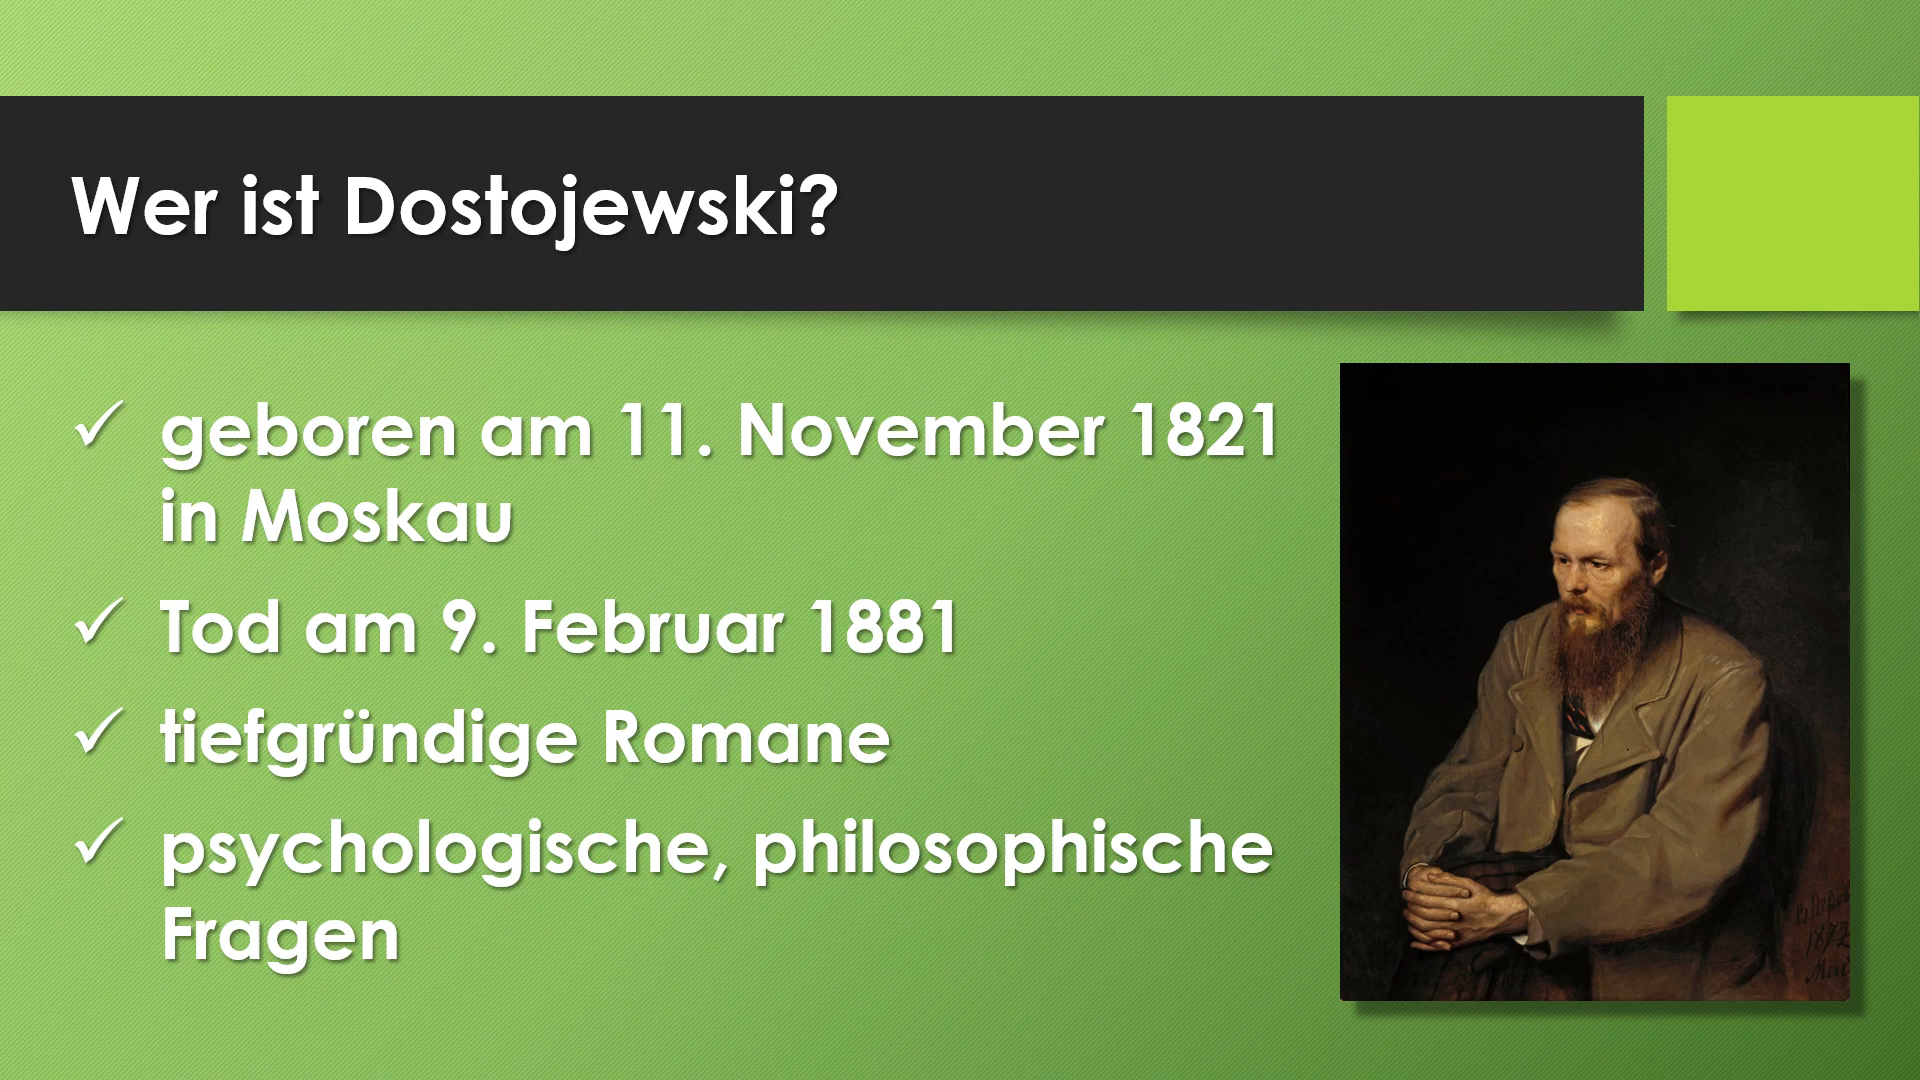 Wer ist Dostojewski?
✓ geboren am 11. November 1821
in Moskau
✓ Tod am 9. Februar 1881
✓ tiefgründige Romane
✓ psychologische, philosophische
Fragen
1872